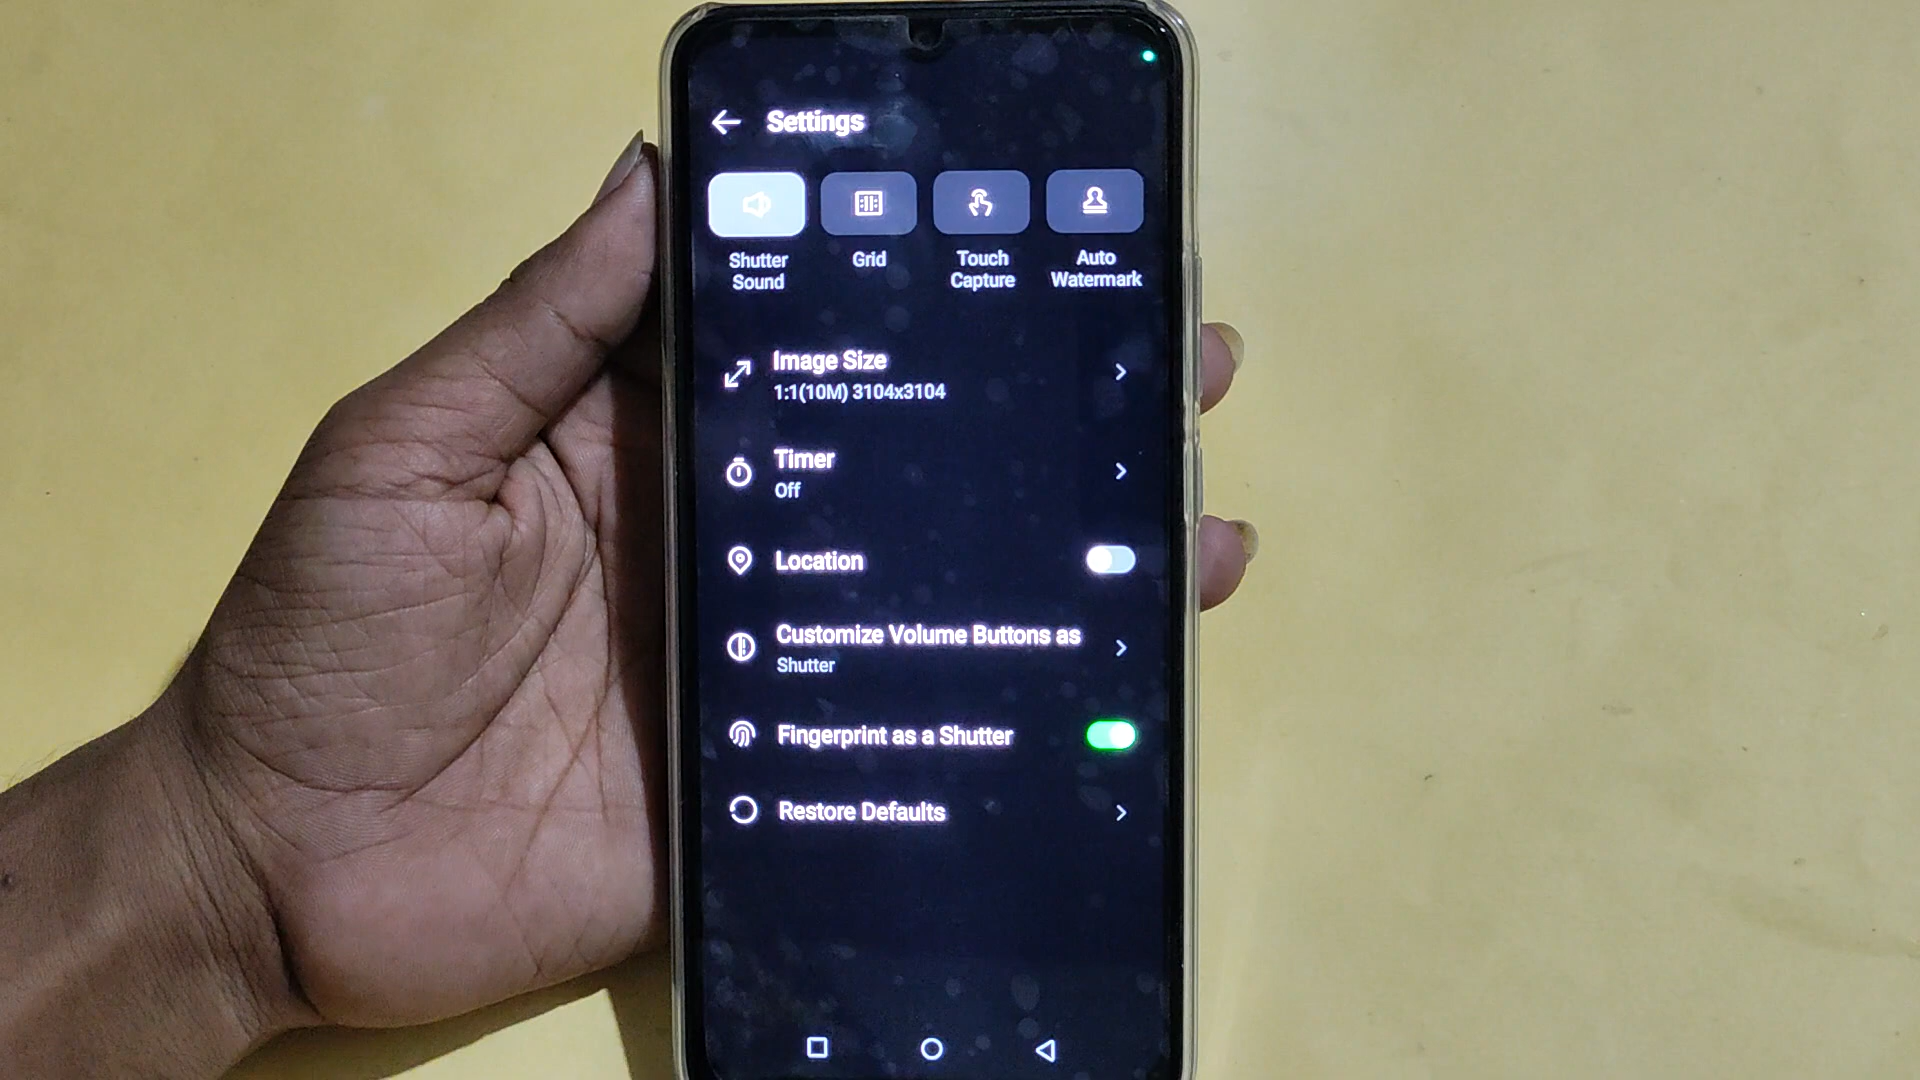 Settings
Shutter
Sound
Grid
Touch
Capture
Auto
Watermark
Image Size
1:1(10M) 3104x3104
Timer
Off
Location
Customize Volume Buttons as
Shutter
Fingerprint as a Shutter
Restore Defaults